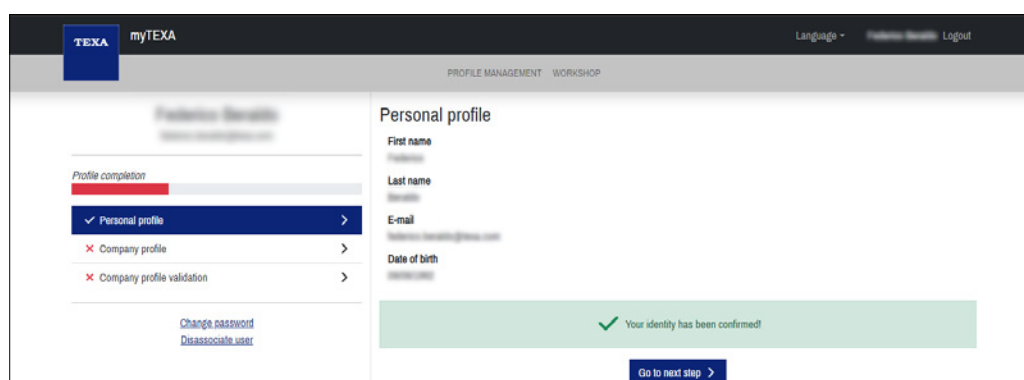 TEXA
myTEXA
Language
Logout
PROFILE MANAGEMENT WORKSHOP
Profile completion
Personal profile
Company profile
Company profile validation
Change password
Disassociate user
Personal profile
First name
Last name
E-mail
Date of birth
Your identity has been confirmed!
Go to next step